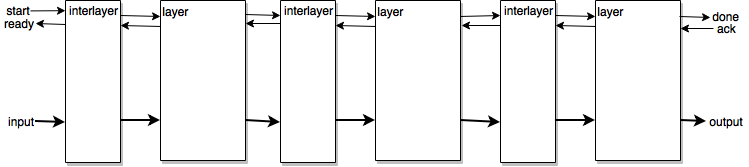 start
ready
interlayer
layer
interlayer
layer
interlayer
layer
done
ack
input
output